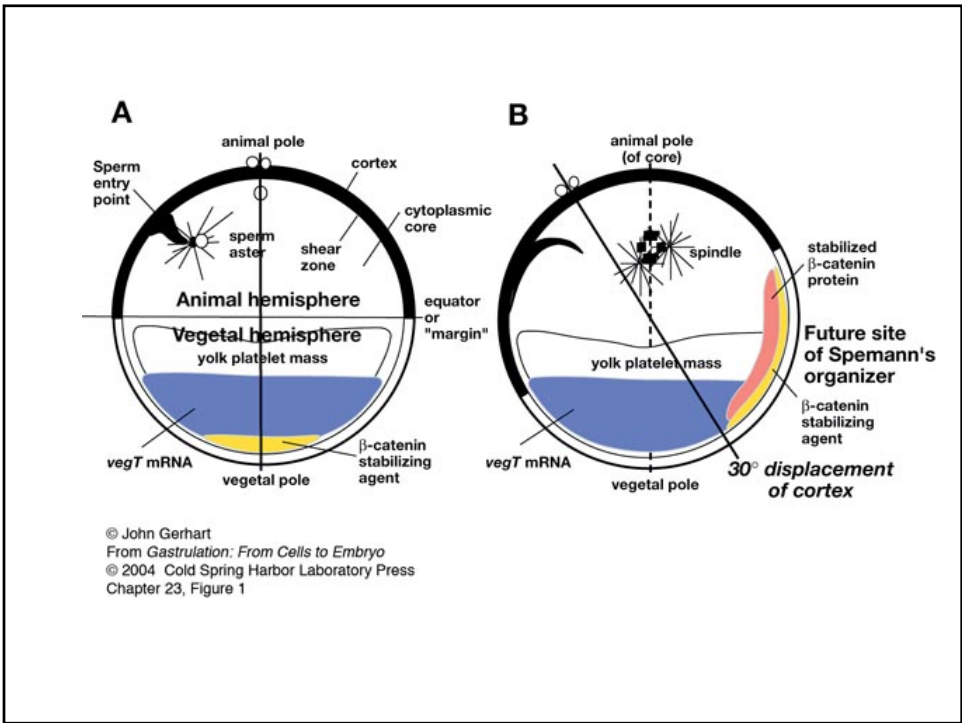 A
animal pole
Sperm
entry
point
cortex
cytoplasmic
core
sperm
aster
shear
zone
Animal hemisphere
equator
or
"margin"
Vegetal hemisphere
yolk platelet mass
vegT mRNA
β-catenin
stabilizing
agent
vegetal pole
B
animal pole
(of core)
spindle
stabilized
β-catenin
protein
Future site
of Spemann's
organizer
yolk platelet mass
β-catenin
stabilizing
agent
vegT mRNA
30° displacement
of cortex
vegetal pole
© John Gerhart
From Gastrulation: From Cells to Embryo
© 2004 Cold Spring Harbor Laboratory Press
Chapter 23, Figure 1